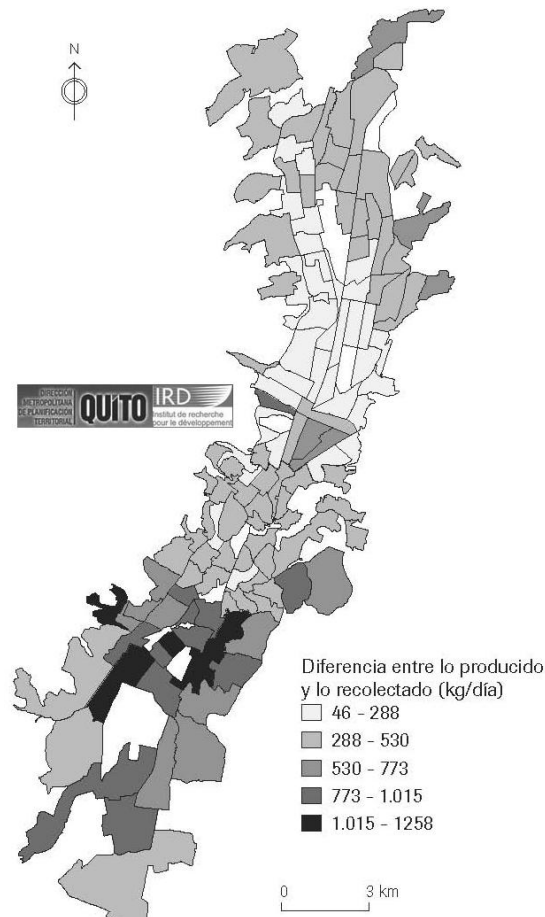 N
DIRECCIÓN
METROPOLITANA
DE PLANIFICACIÓN
TERRITORIAL
QUITO
IRD
Institut de recherche
pour le développement
Diferencia entre lo producido
y lo recolectado (kg/día)
46 - 288
288 - 530
530 - 773
773 - 1.015
1.015 - 1258
0 3 km